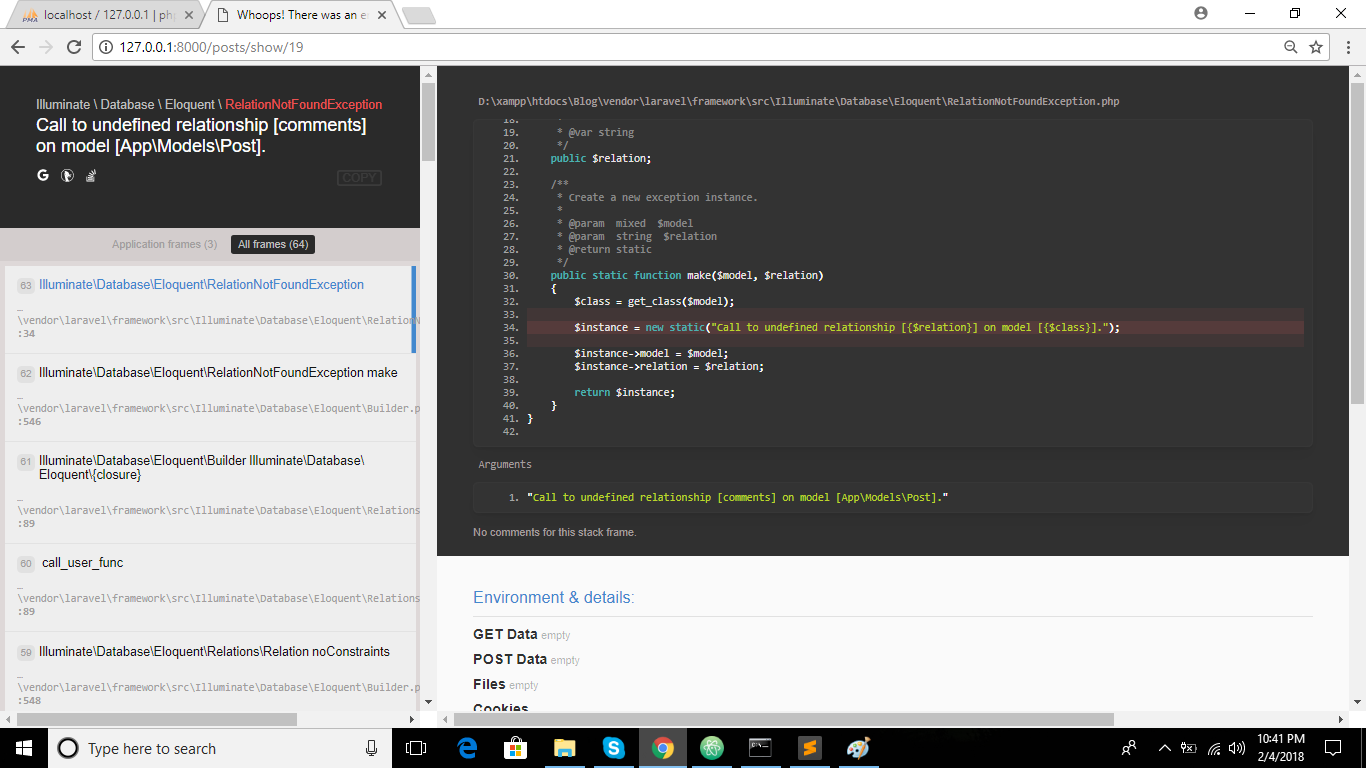 localhost / 127.0.0.1 | ph
Whoops! There was an e
127.0.0.1:8000/posts/show/19
Illuminate \ Database \ Eloquent \ RelationNotFoundException
Call to undefined relationship [comments]
on model [App\Models\Post].
COPY
Application frames (3) All frames (64)
63 Illuminate\Database\Eloquent\RelationNotFoundException
…\vendor\laravel\framework\src\Illuminate\Database\Eloquent\RelationN
:34
62 Illuminate\Database\Eloquent\RelationNotFoundException make
…\vendor\laravel\framework\src\Illuminate\Database\Eloquent\Builder.p
:546
61 Illuminate\Database\Eloquent\Builder Illuminate\Database\
Eloquent\{closure}
…\vendor\laravel\framework\src\Illuminate\Database\Eloquent\Relations
:89
60 call_user_func
…\vendor\laravel\framework\src\Illuminate\Database\Eloquent\Relations
:89
59 Illuminate\Database\Eloquent\Relations\Relation noConstraints
…\vendor\laravel\framework\src\Illuminate\Database\Eloquent\Builder.p
:548
D:\xampp\htdocs\Blog\vendor\laravel\framework\src\Illuminate\Database\Eloquent\RelationNotFoundException.php
18. *
19. * @var string
20. */
21. public $relation;
22.
23. /**
24. * Create a new exception instance.
25. *
26. * @param  mixed  $model
27. * @param  string  $relation
28. * @return static
29. */
30. public static function make($model, $relation)
31. {
32. $class = get_class($model);
33.
34. $instance = new static("Call to undefined relationship [{$relation}] on model [{$class}].");
35.
36. $instance->model = $model;
37. $instance->relation = $relation;
38.
39. return $instance;
40. }
41. }
42.
Arguments
1. "Call to undefined relationship [comments] on model [App\Models\Post]."
No comments for this stack frame.
Environment & details:
GET Data empty
POST Data empty
Files empty
Cookies
Type here to search
10:41 PM
2/4/2018